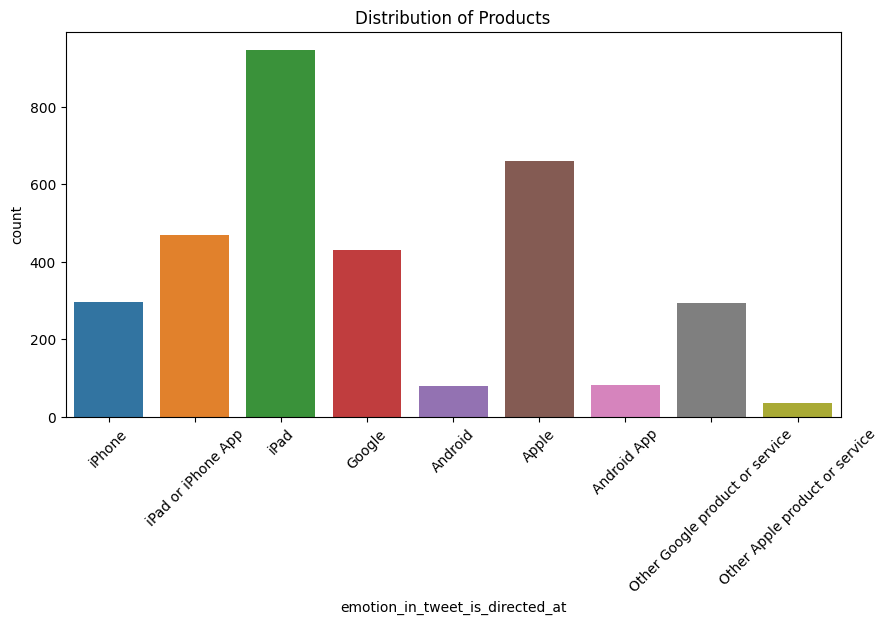 Distribution of Products
count
800
600
400
200
0
iPhone
iPad or iPhone App
iPad
Google
Android
Apple
Android App
Other Google product or service
Other Apple product or service
emotion_in_tweet_is_directed_at